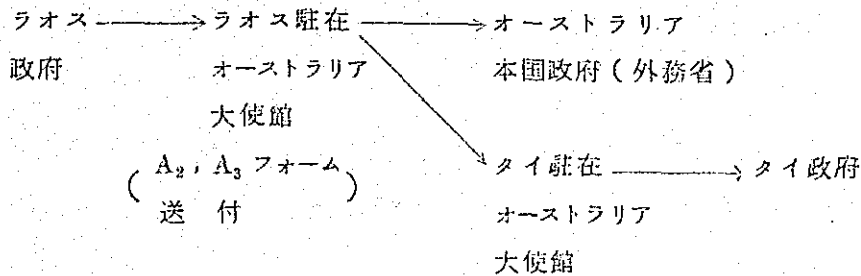 ラオス→ラオス駐在→オーストラリア
政府 オーストラリア 本国政府(外務省)
大使館
(A₂,A₃フォーム タイ駐在→タイ政府
送付) オーストラリア
大使館